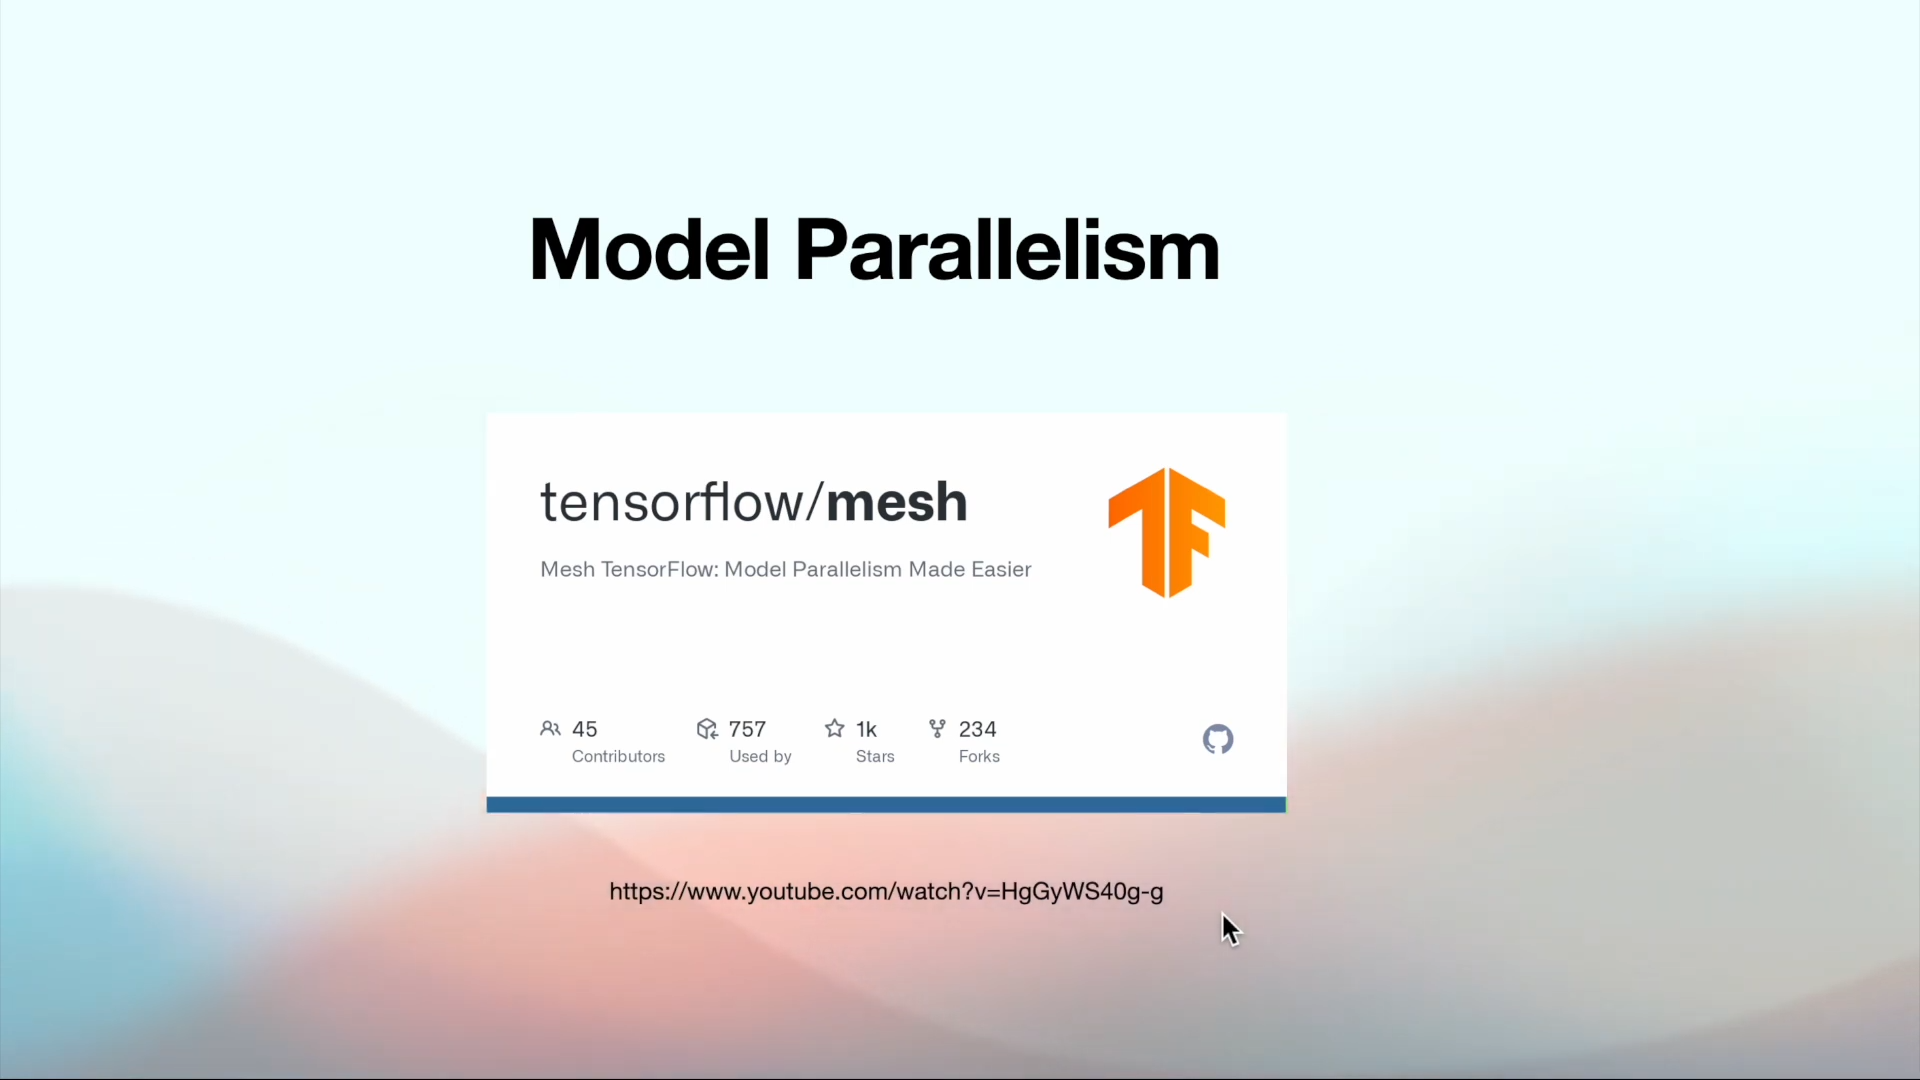 Model Parallelism
tensorflow/mesh
Mesh TensorFlow: Model Parallelism Made Easier
45 757 1k 234
Contributors Used by Stars Forks
https://www.youtube.com/watch?v=HgGyWS40g-g